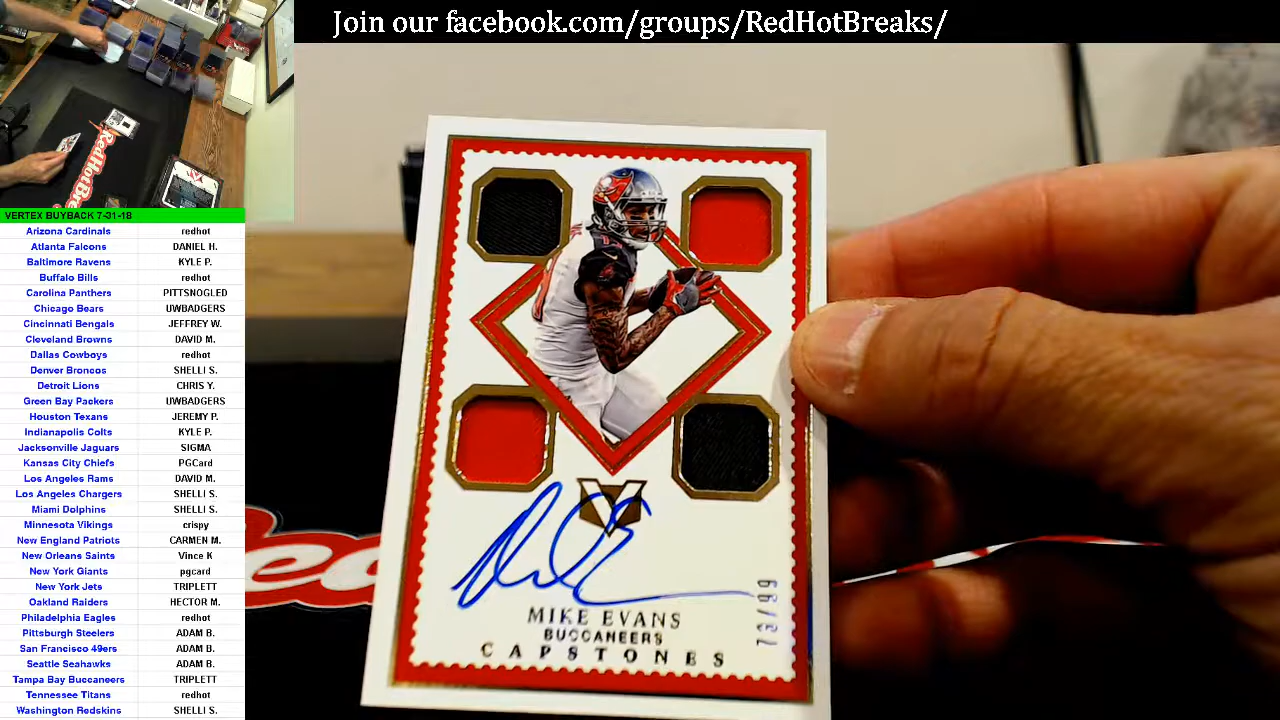 Join our facebook.com/groups/RedHotBreaks/
RedHotBreaks
VERTEX BUYBACK 7-31-18
Arizona Cardinals redhot
Atlanta Falcons DANIEL H.
Baltimore Ravens KYLE P.
Buffalo Bills redhot
Carolina Panthers PITTSNOGLED
Chicago Bears UWBADGERS
Cincinnati Bengals JEFFREY W.
Cleveland Browns DAVID M.
Dallas Cowboys redhot
Denver Broncos SHELLI S.
Detroit Lions CHRIS Y.
Green Bay Packers UWBADGERS
Houston Texans JEREMY P.
Indianapolis Colts KYLE P.
Jacksonville Jaguars SIGMA
Kansas City Chiefs PGCard
Los Angeles Rams DAVID M.
Los Angeles Chargers SHELLI S.
Miami Dolphins SHELLI S.
Minnesota Vikings crispy
New England Patriots CARMEN M.
New Orleans Saints Vince K
New York Giants pgcard
New York Jets TRIPLETT
Oakland Raiders HECTOR M.
Philadelphia Eagles redhot
Pittsburgh Steelers ADAM B.
San Francisco 49ers ADAM B.
Seattle Seahawks ADAM B.
Tampa Bay Buccaneers TRIPLETT
Tennessee Titans redhot
Washington Redskins SHELLI S.
V
MIKE EVANS
BUCCANEERS
CAPSTONES
73/99